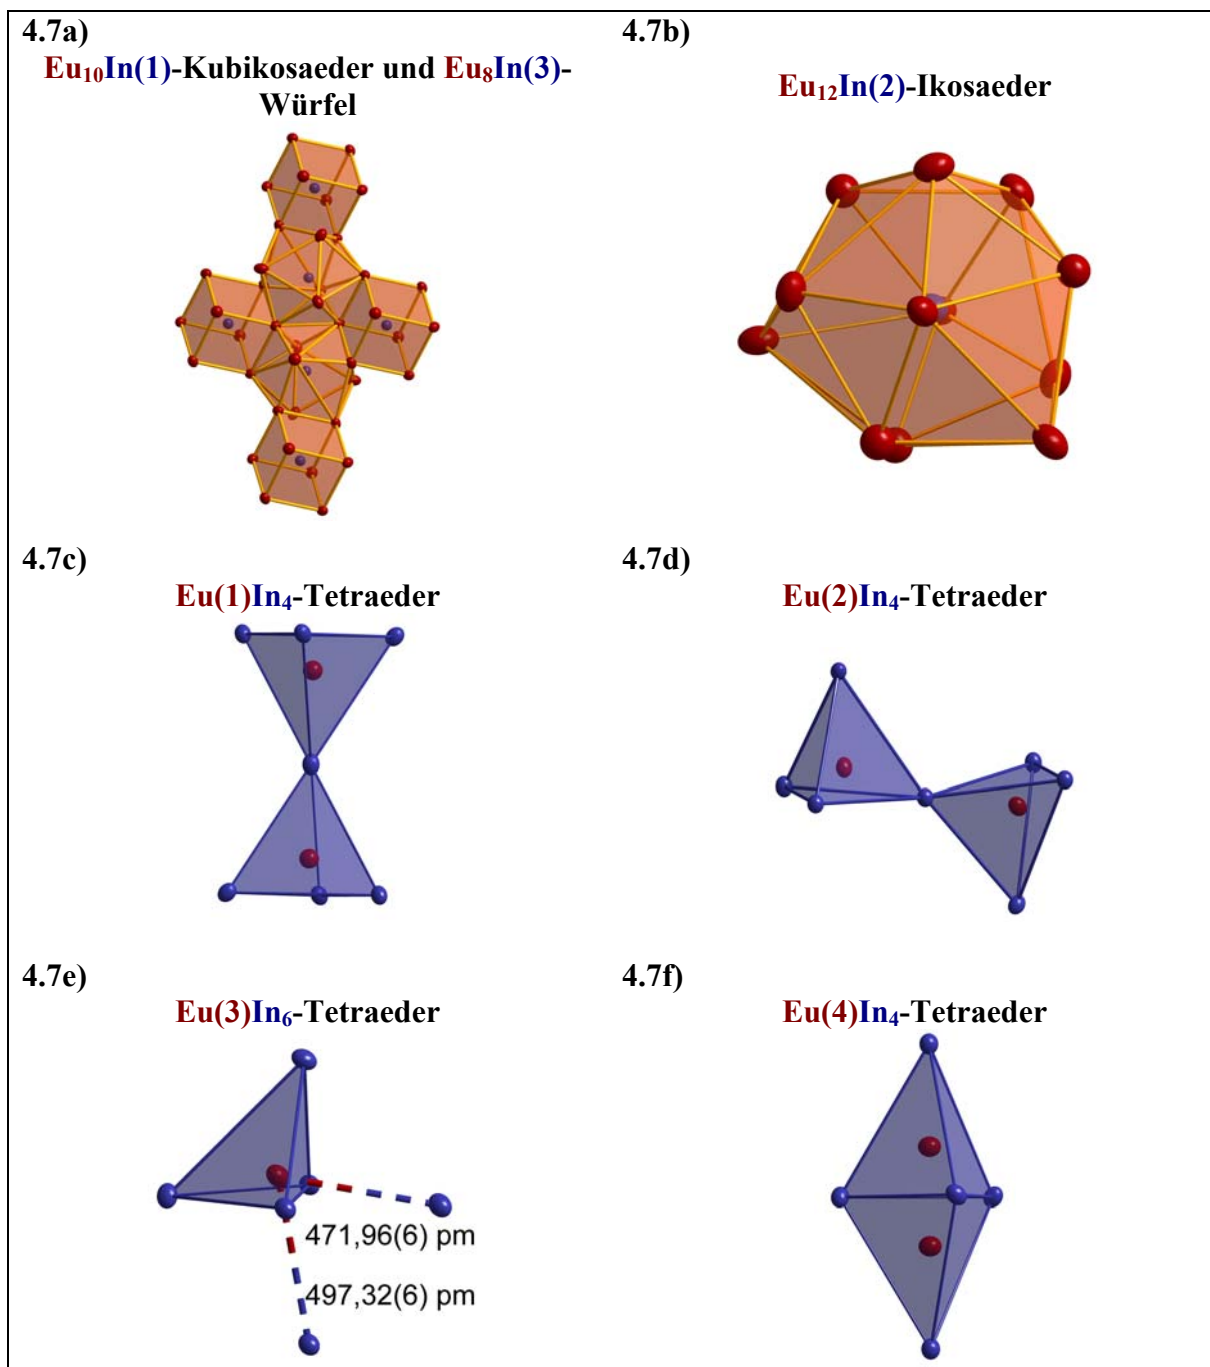 4.7a)
Eu₁₀In(1)-Kubikosaeder und Eu₈In(3)-
Würfel
4.7b)
Eu₁₂In(2)-Ikosaeder
4.7c)
Eu(1)In₄-Tetraeder
4.7d)
Eu(2)In₄-Tetraeder
4.7e)
Eu(3)In₆-Tetraeder
471,96(6) pm
497,32(6) pm
4.7f)
Eu(4)In₄-Tetraeder